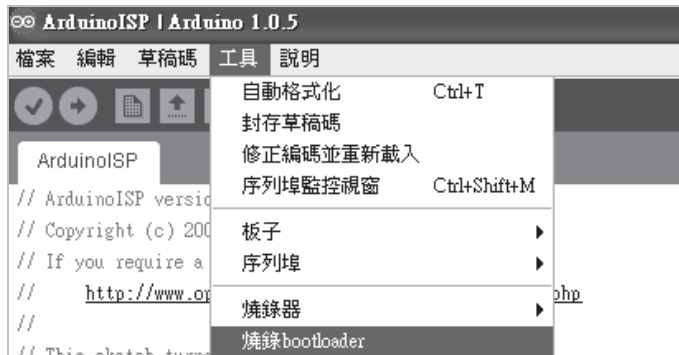 ArduinoISP | Arduino 1.0.5
檔案 編輯 草稿碼 工具 說明
自動格式化 Ctrl+T
封存草稿碼
修正編碼並重新載入
序列埠監控視窗 Ctrl+Shift+M
板子
序列埠
燒錄器
燒錄bootloader
ArduinoISP
// ArduinoISP versio
// Copyright (c) 200
// If you require a
// http://www.op hp
//
// This sketch turns